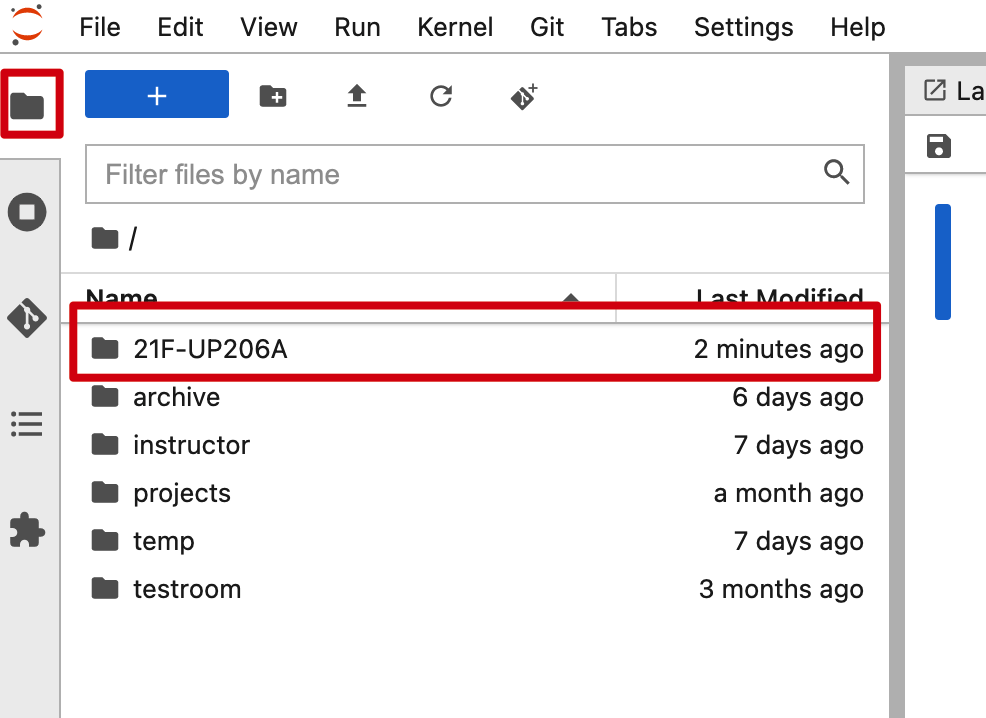 File Edit View Run Kernel Git Tabs Settings Help
La
Filter files by name
/
Name Last Modified
21F-UP206A 2 minutes ago
archive 6 days ago
instructor 7 days ago
projects a month ago
temp 7 days ago
testroom 3 months ago